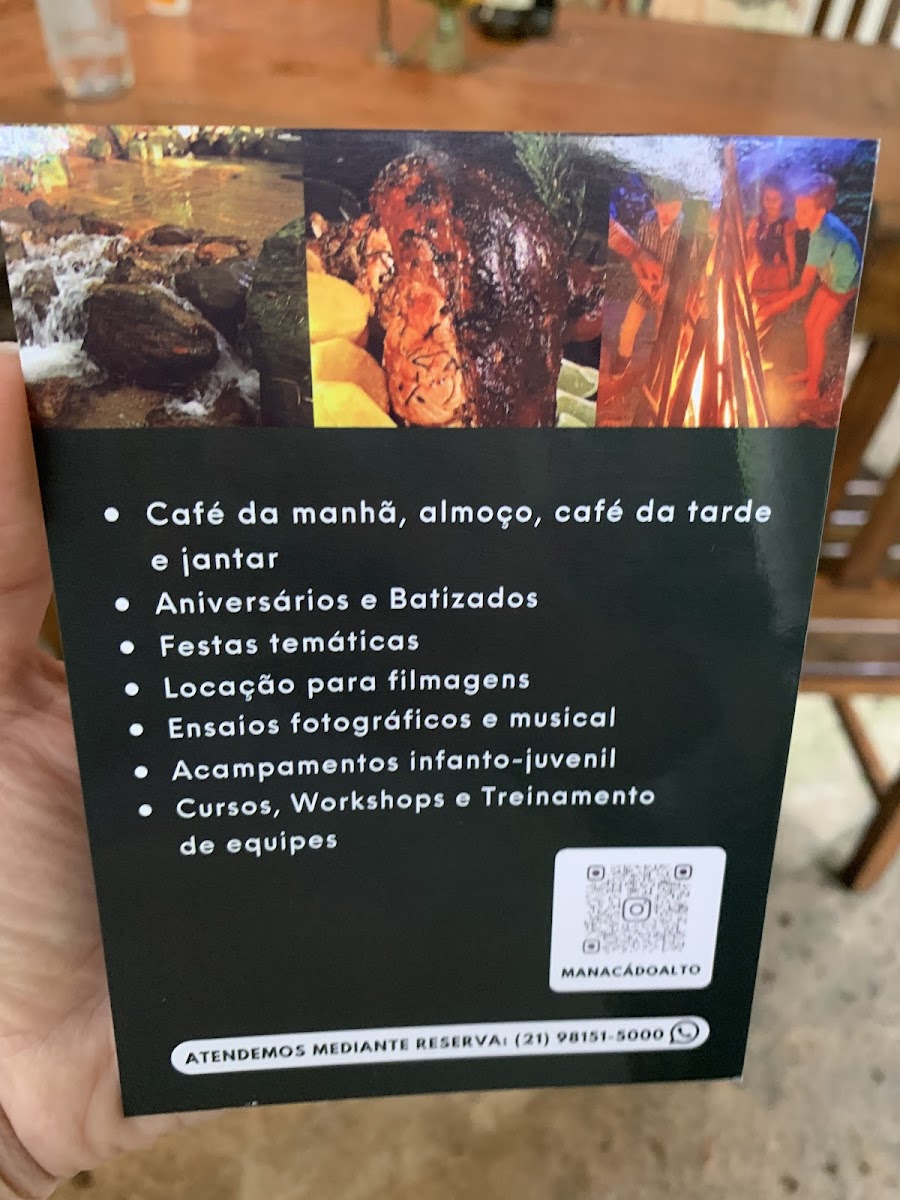 • Café da manhã, almoço, café da tarde
e jantar
• Aniversários e Batizados
• Festas temáticas
• Locação para filmagens
• Ensaios fotográficos e musical
• Acampamentos infanto-juvenil
• Cursos, Workshops e Treinamento
de equipes
MANACÁDOALTO
ATENDEMOS MEDIANTE RESERVA: (21) 98151-5000